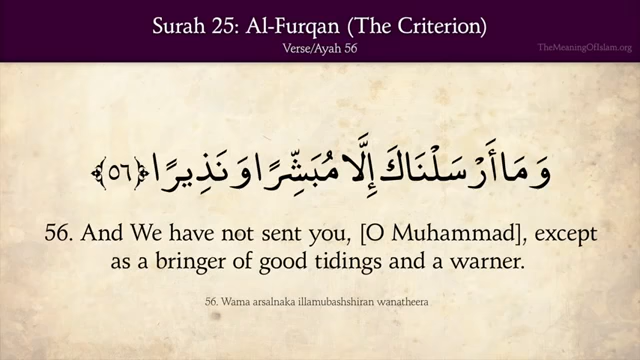 Surah 25: Al-Furqan (The Criterion)
Verse/Ayah 56
TheMeaningOfIslam.org
وَمَا أَرْسَلْنَاكَ إِلَّا مُبَشِّرًا وَنَذِيرًا ﴿٥٦﴾
56. And We have not sent you, [O Muhammad], except
as a bringer of good tidings and a warner.
56. Wama arsalnaka illamubashshiran wanatheera